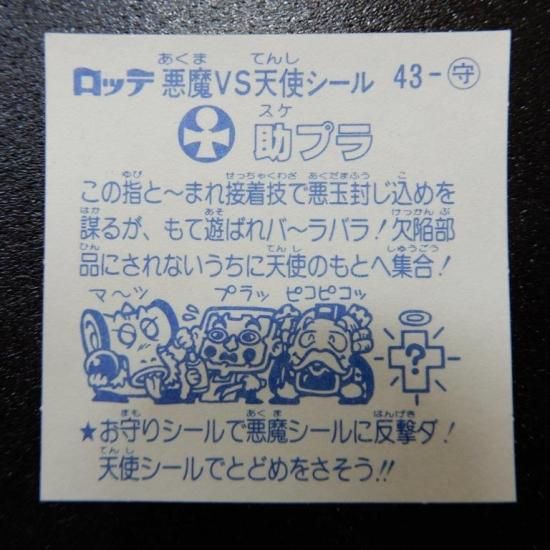 ロッテ 悪魔VS天使シール 43-守
あくま てんし
助プラ
スケ
この指と〜まれ接着技で悪玉封じ込めを
ゆび せっちゃくわざ あくだまふう こ
謀るが、もて遊ばれバ〜ラバラ!欠陥部
はか あそ けっかんぶ
品にされないうちに天使のもとへ集合!
ひん てんし しゅうごう
マ〜ッ プラッ ピコピコッ
?
★お守りシールで悪魔シールに反撃ダ!
まも あくま はんげき
天使シールでとどめをさそう!!
てんし